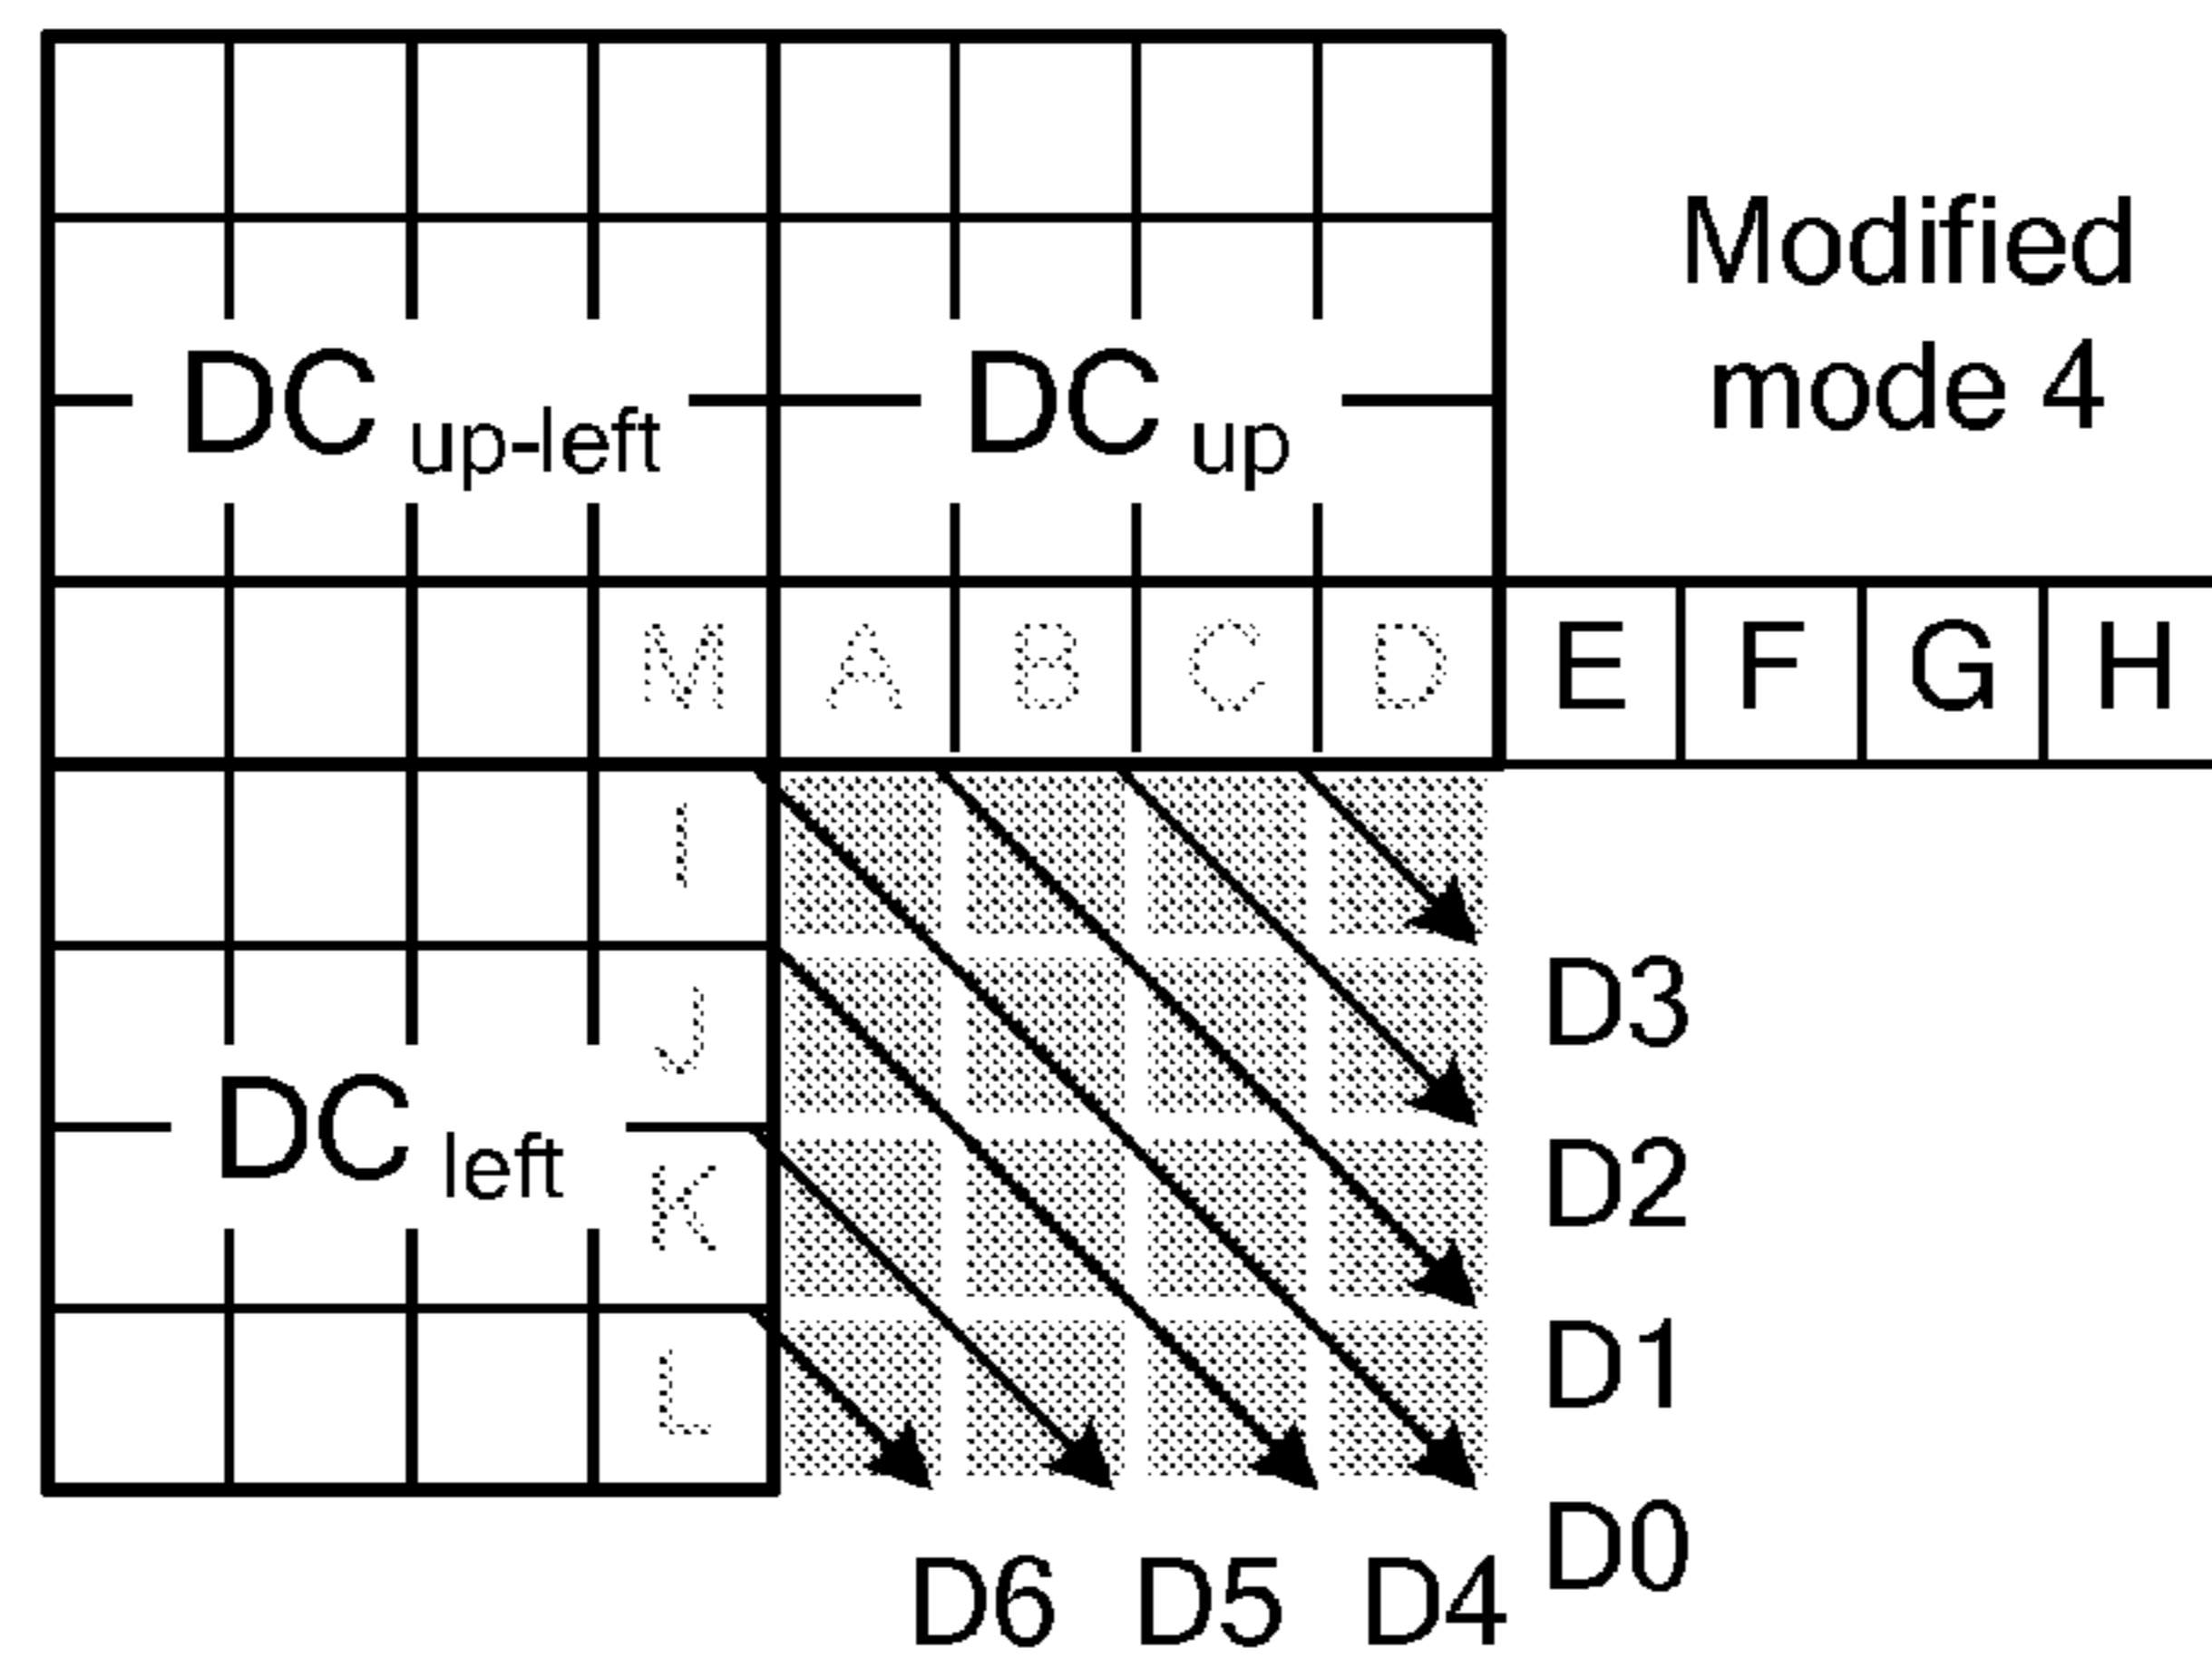 Modified
mode 4
DC up-left
DC up
M A B C D E F G H
I
J
DC left
K
L
D3
D2
D1
D0
D6 D5 D4